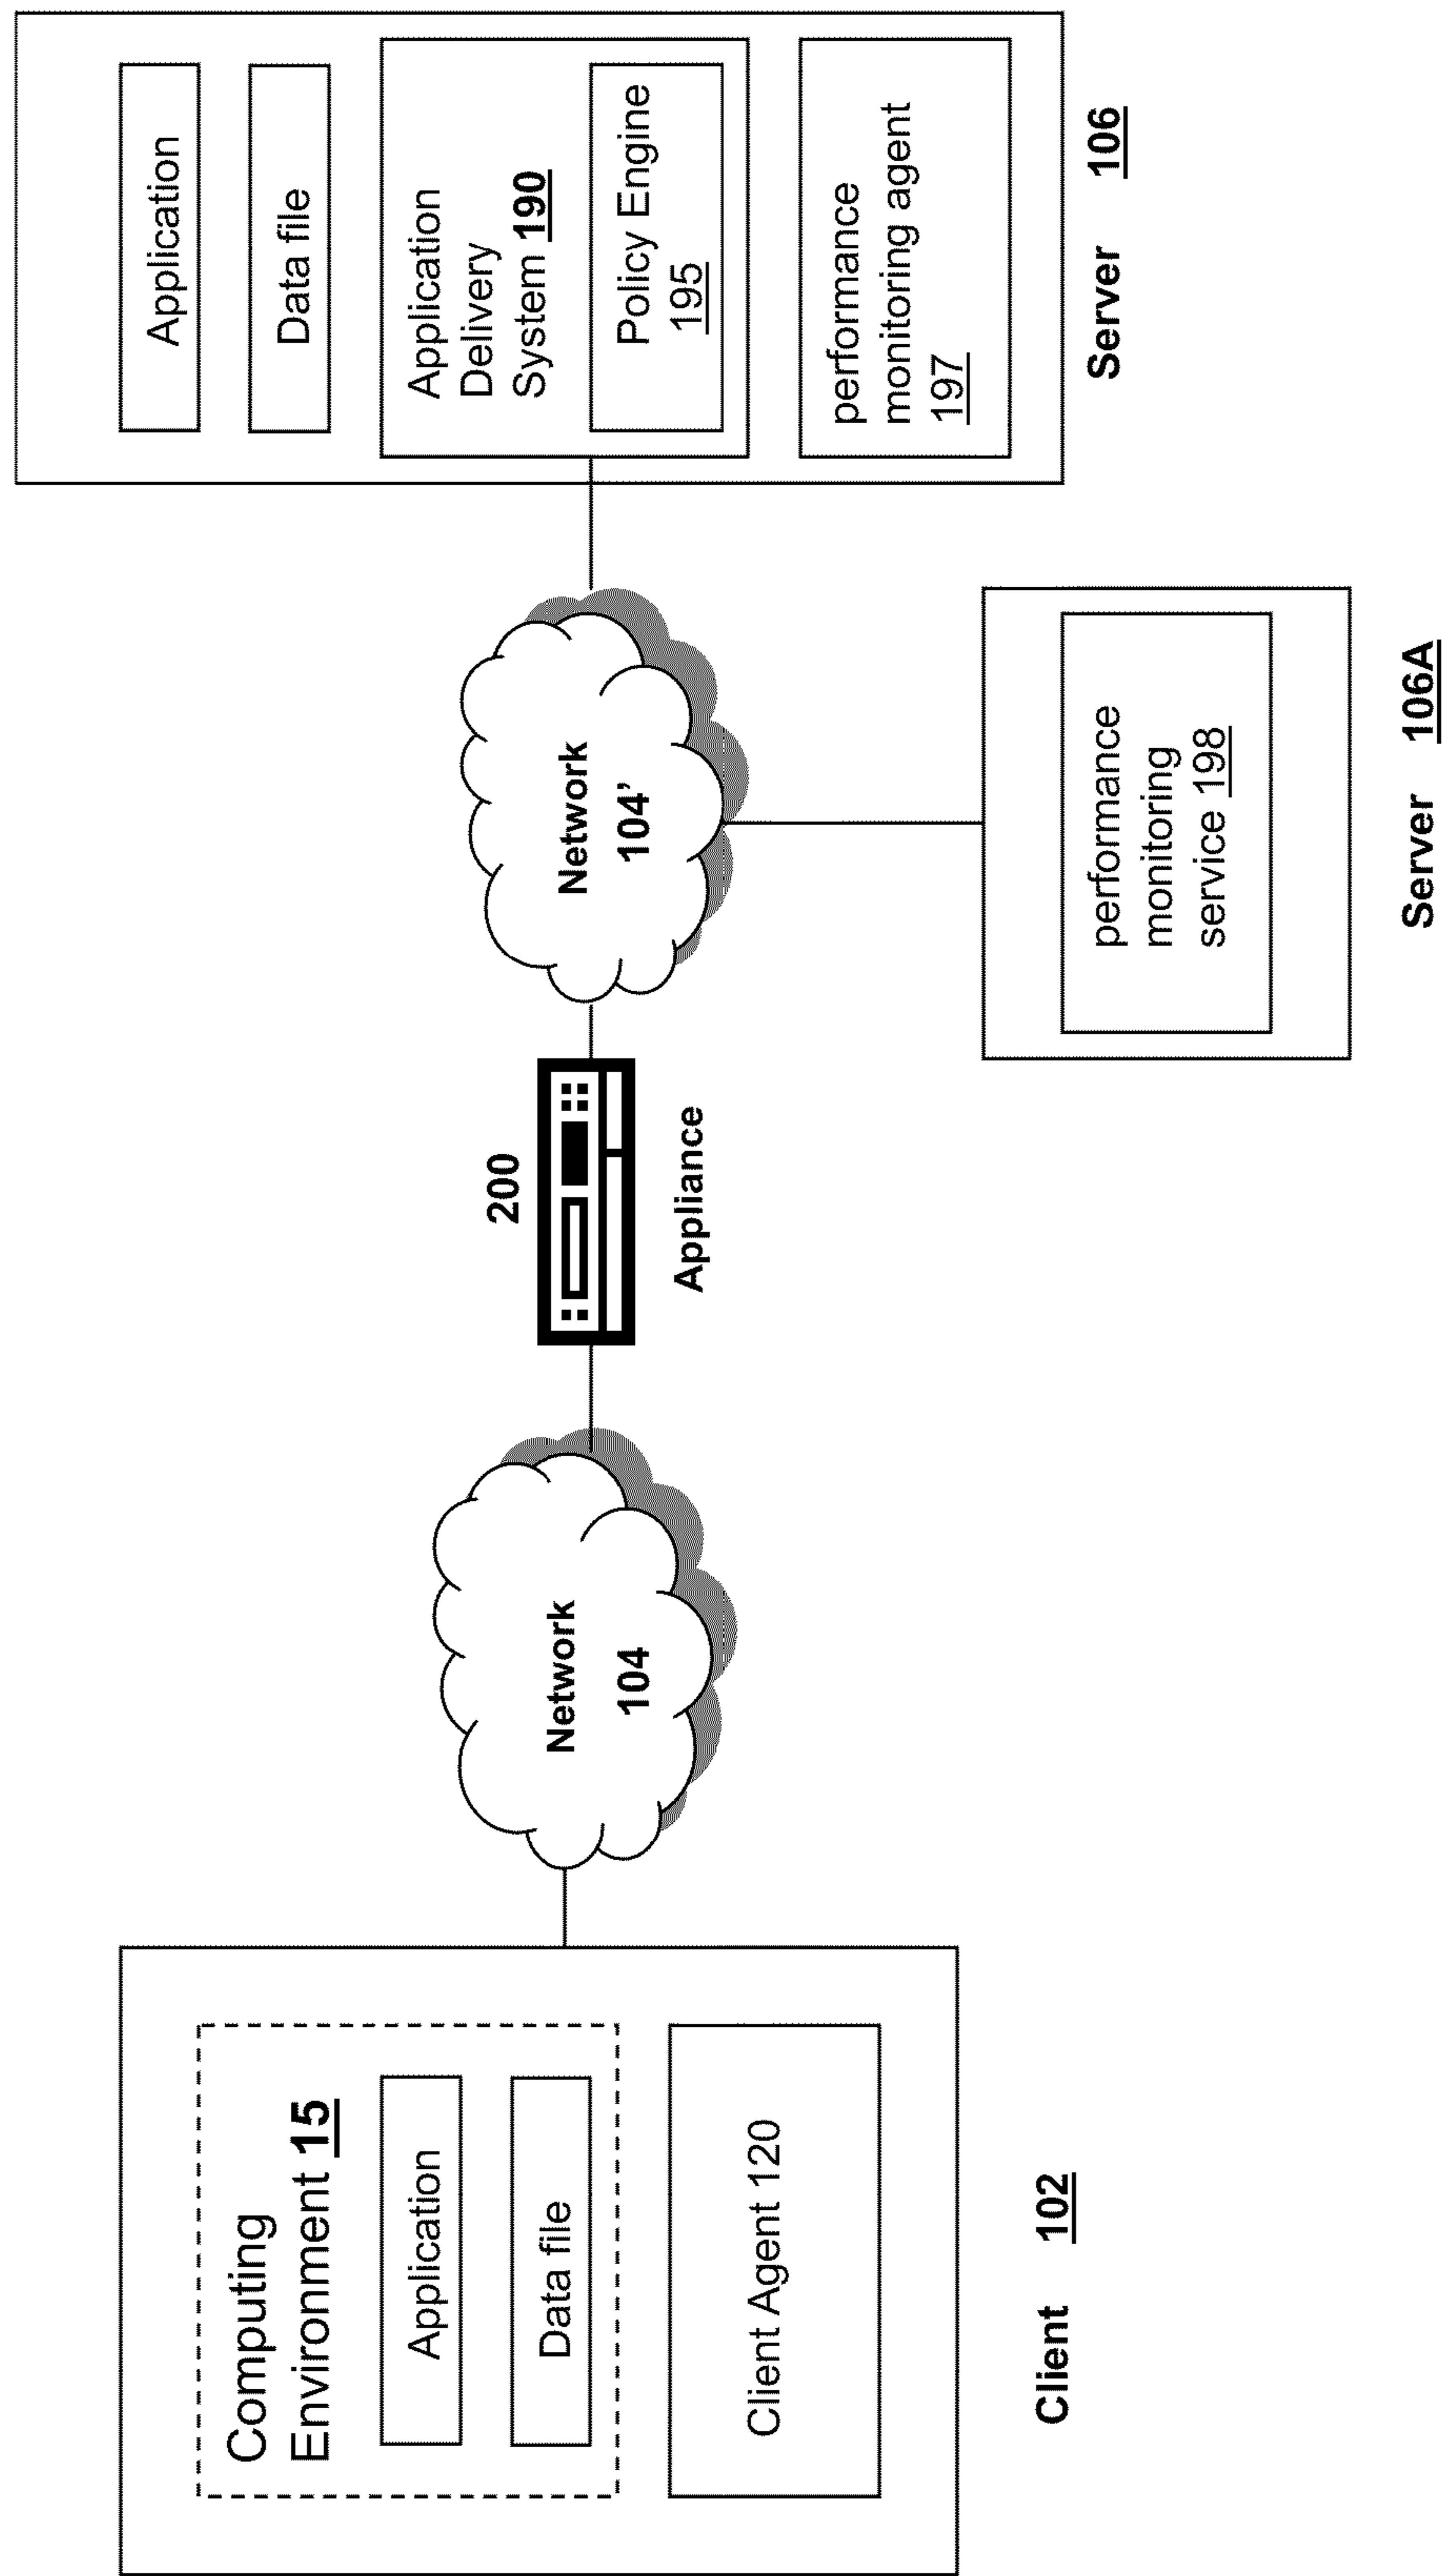 Computing
Environment 15
Application
Data file
Client Agent 120
Client 102
Network
104
200
Appliance
Network
104’
performance
monitoring
service 198
Server 106A
Application
Data file
Application
Delivery
System 190
Policy Engine
195
performance
monitoring agent
197
Server 106